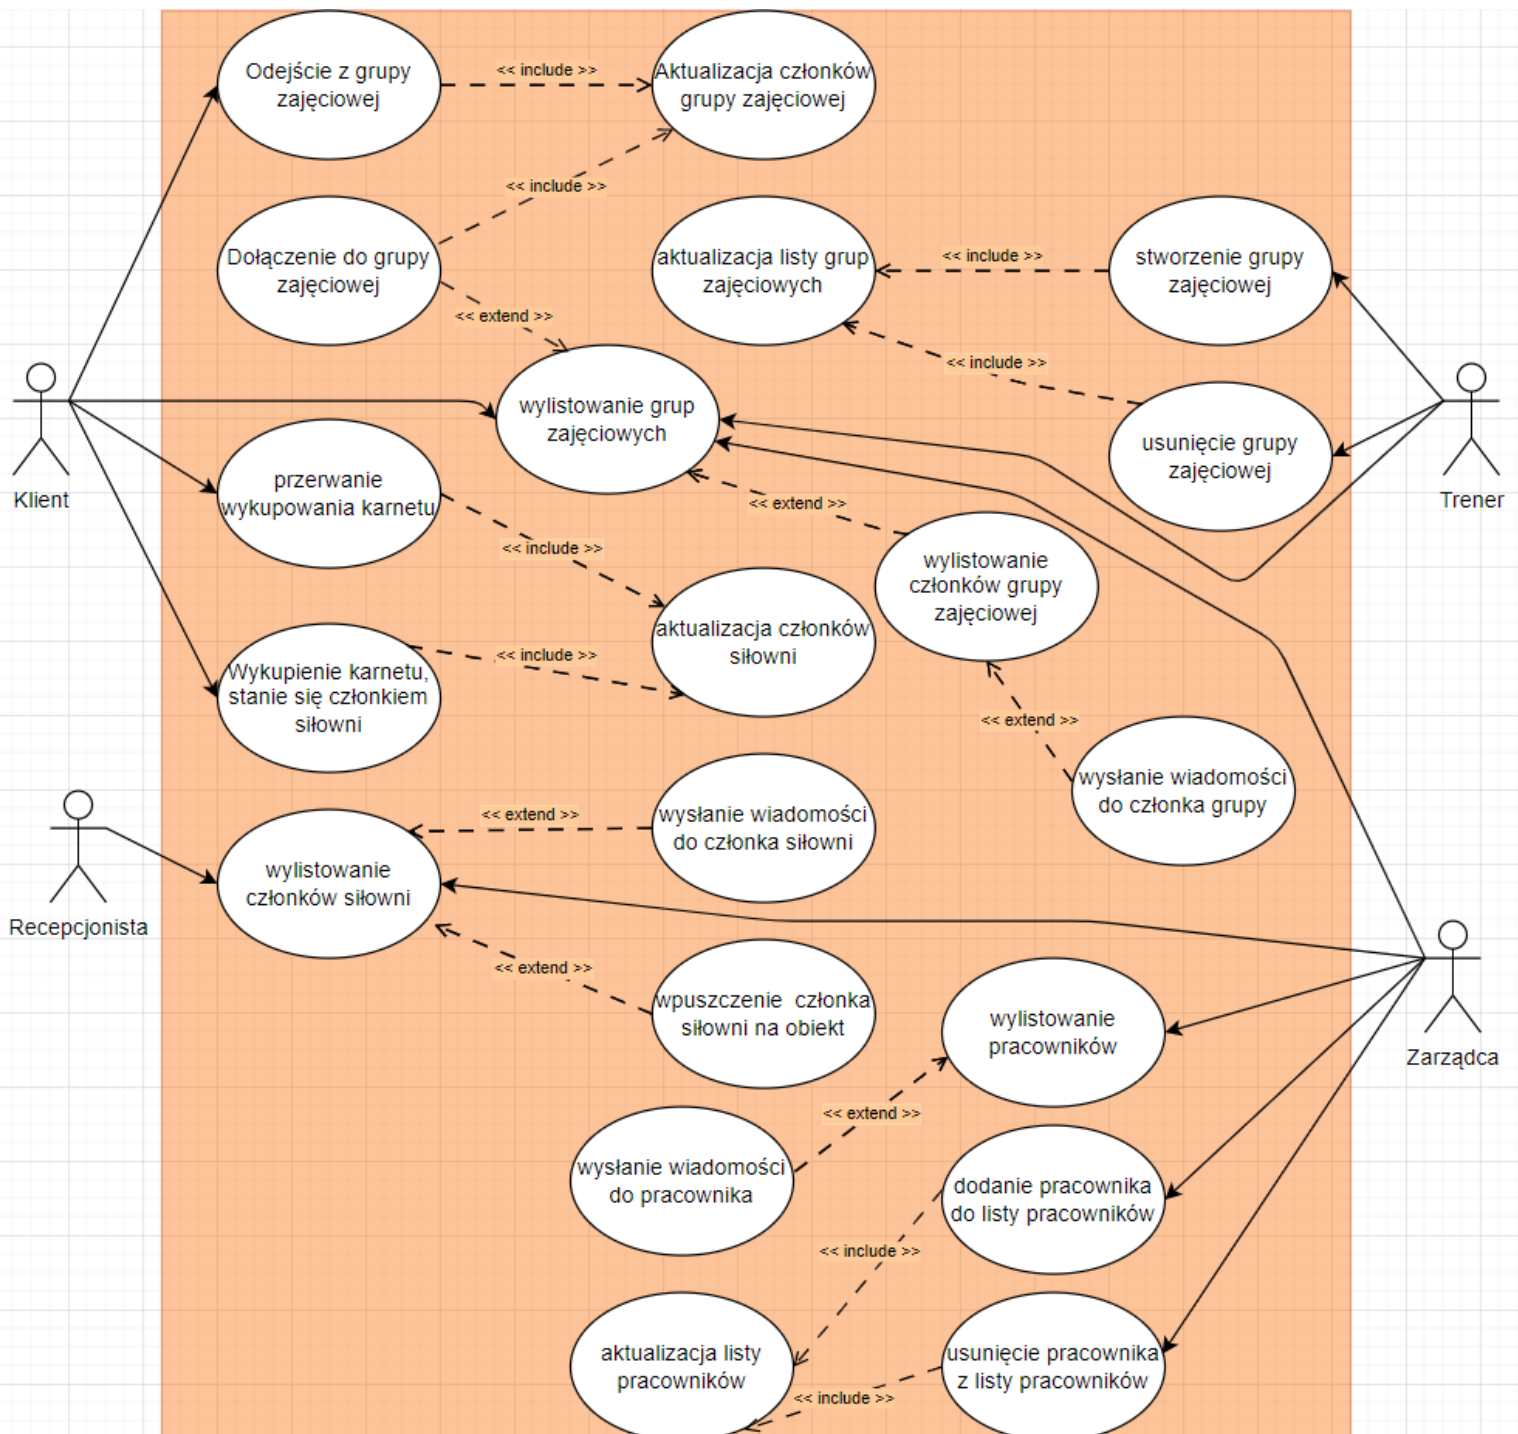 Odejście z grupy
zajęciowej
<< include >>
Aktualizacja członków
grupy zajęciowej
<< include >>
Dołączenie do grupy
zajęciowej
aktualizacja listy grup
zajęciowych
<< include >>
stworzenie grupy
zajęciowej
<< extend >>
<< include >>
wylistowanie grup
zajęciowych
usunięcie grupy
zajęciowej
Klient
Trener
przerwanie
wykupowania karnetu
<< extend >>
<< include >>
wylistowanie
członków grupy
zajęciowej
aktualizacja członków
siłowni
<< include >>
Wykupienie karnetu,
stanie się członkiem
siłowni
<< extend >>
wysłanie wiadomości
do członka grupy
<< extend >>
wysłanie wiadomości
do członka siłowni
wylistowanie
członków siłowni
Recepcjonista
<< extend >>
wpuszczenie  członka
siłowni na obiekt
wylistowanie
pracowników
Zarządca
<< extend >>
wysłanie wiadomości
do pracownika
dodanie pracownika
do listy pracowników
<< include >>
aktualizacja listy
pracowników
usunięcie pracownika
z listy pracowników
<< include >>